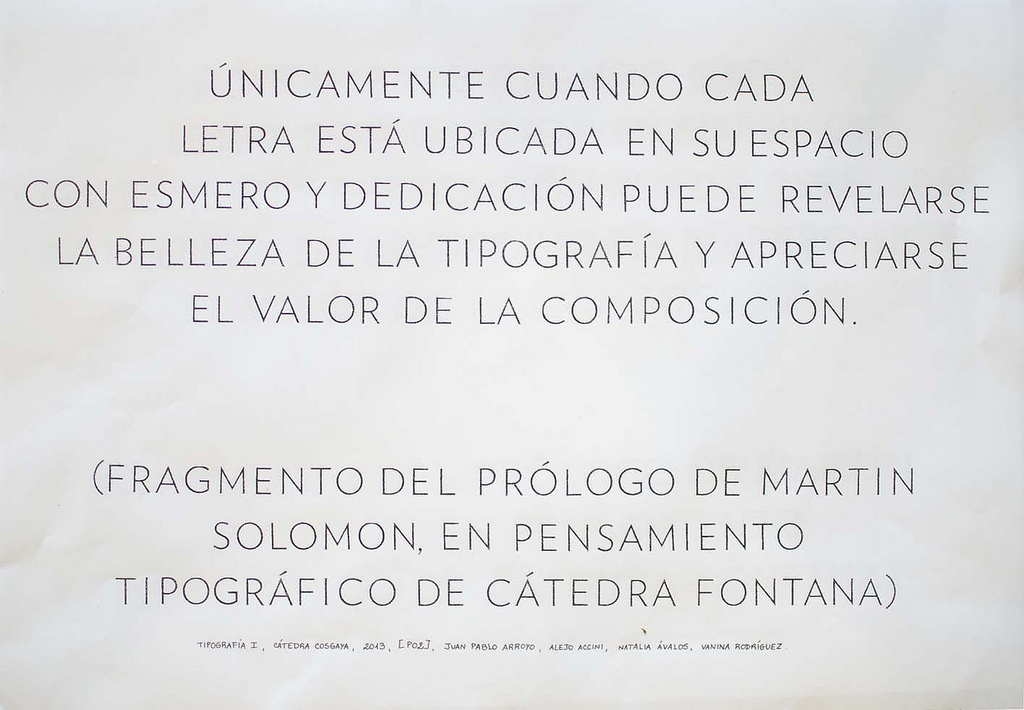 ÚNICAMENTE CUANDO CADA
LETRA ESTÁ UBICADA EN SU ESPACIO
CON ESMERO Y DEDICACIÓN PUEDE REVELARSE
LA BELLEZA DE LA TIPOGRAFÍA Y APRECIARSE
EL VALOR DE LA COMPOSICIÓN.
(FRAGMENTO DEL PRÓLOGO DE MARTIN
SOLOMON, EN PENSAMIENTO
TIPOGRÁFICO DE CÁTEDRA FONTANA)
TIPOGRAFÍA I, CÁTEDRA COSGAYA, 2013, [P02], JUAN PABLO ARROYO, ALEJO ACCINI, NATALIA ÁVALOS, VANINA RODRÍGUEZ.